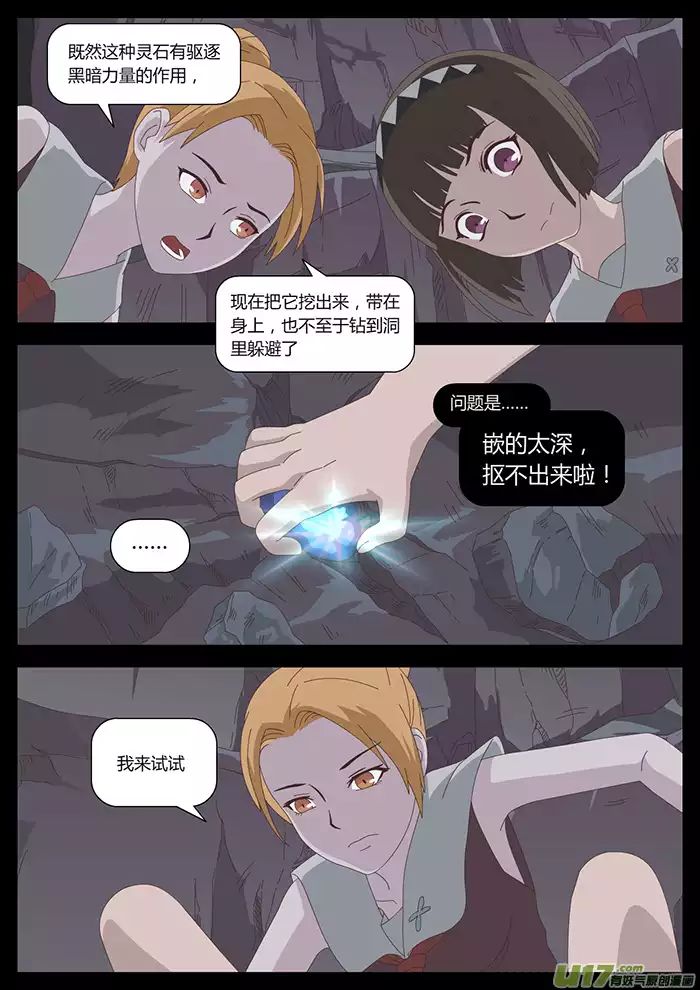 既然这种灵石有驱逐
黑暗力量的作用，
现在把它挖出来，带在
身上，也不至于钻到洞
里躲避了
问题是……
嵌的太深，
抠不出来啦！
……
我来试试
U17.com
有妖气原创漫画